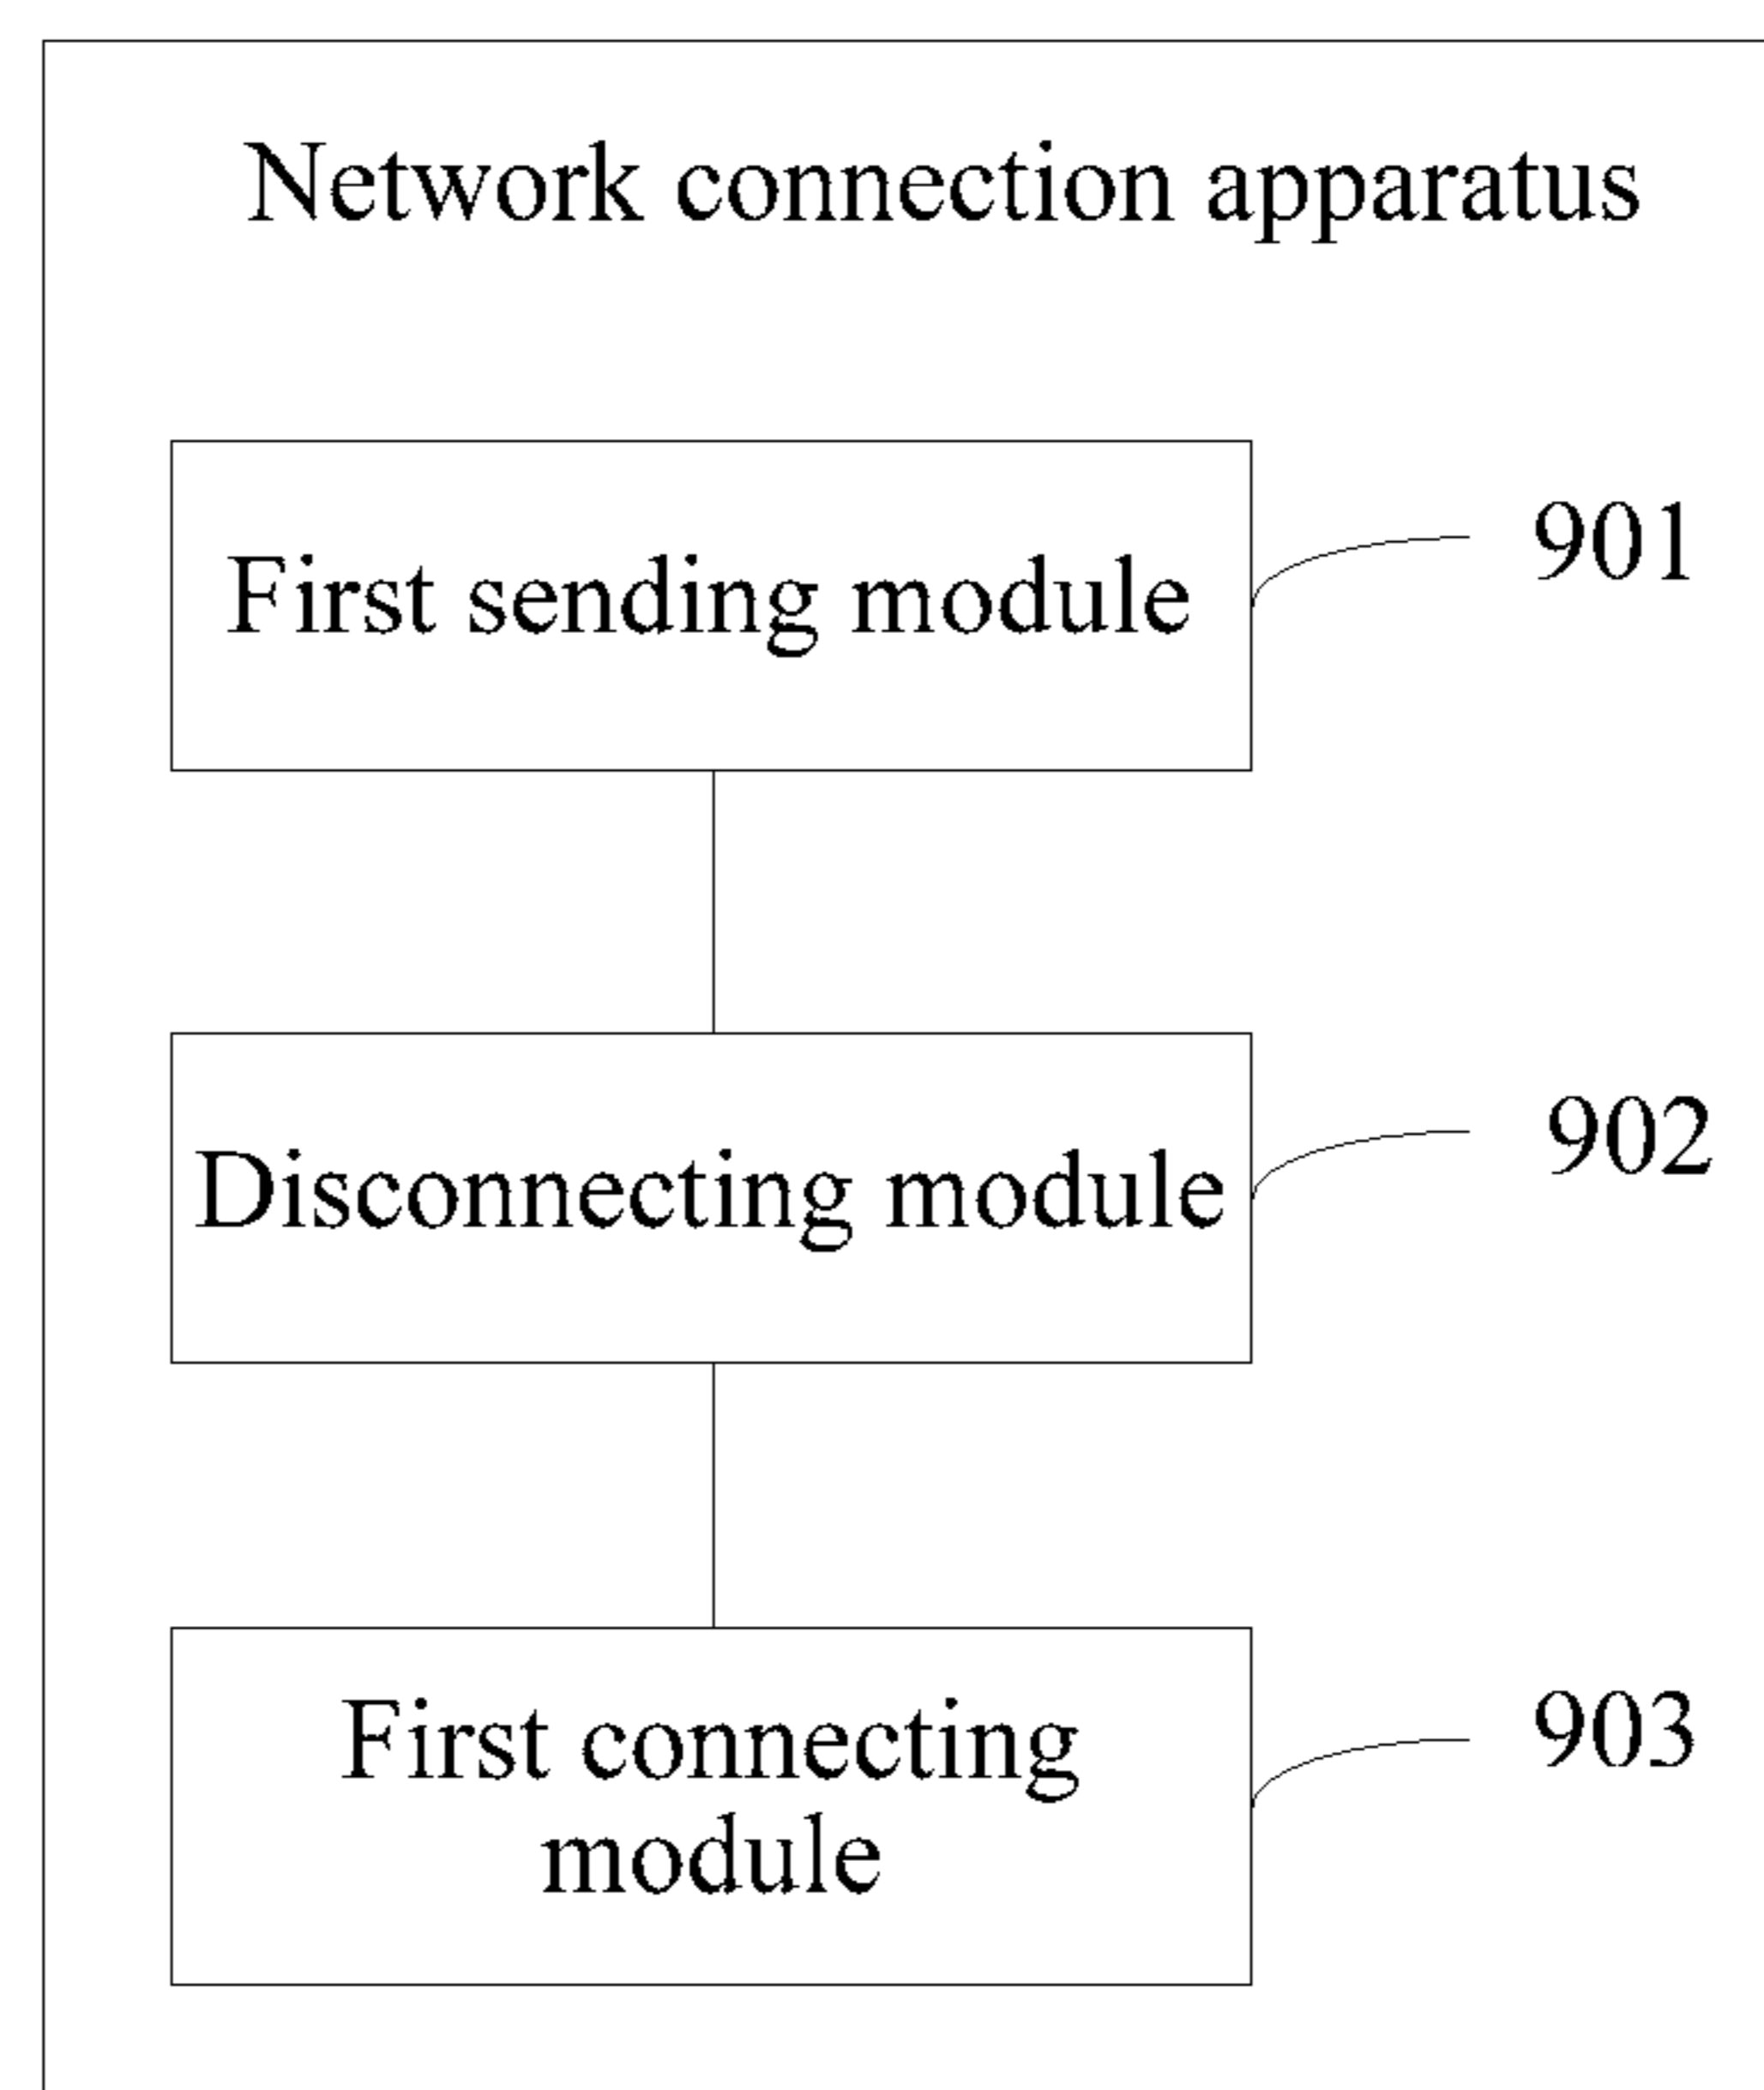 Network connection apparatus
First sending module
901
Disconnecting module
902
First connecting
module
903